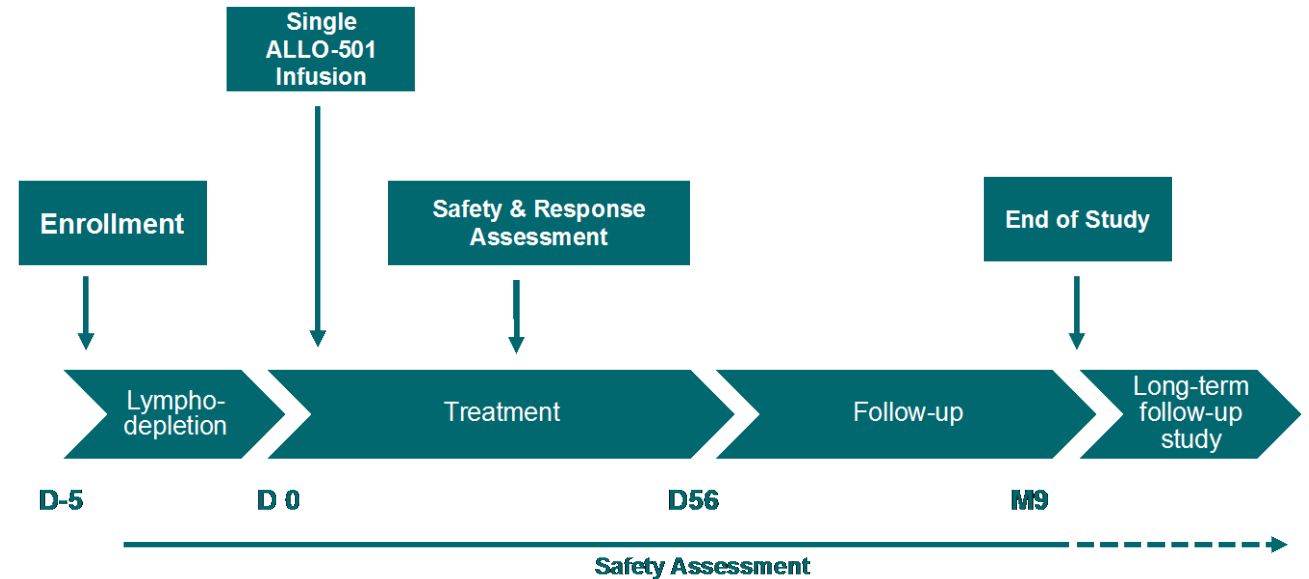 Single
ALLO-501
Infusion
Enrollment
Safety & Response
Assessment
End of Study
Lympho-
depletion
Treatment
Follow-up
Long-term
follow-up
study
D-5
D 0
D56
M9
Safety Assessment